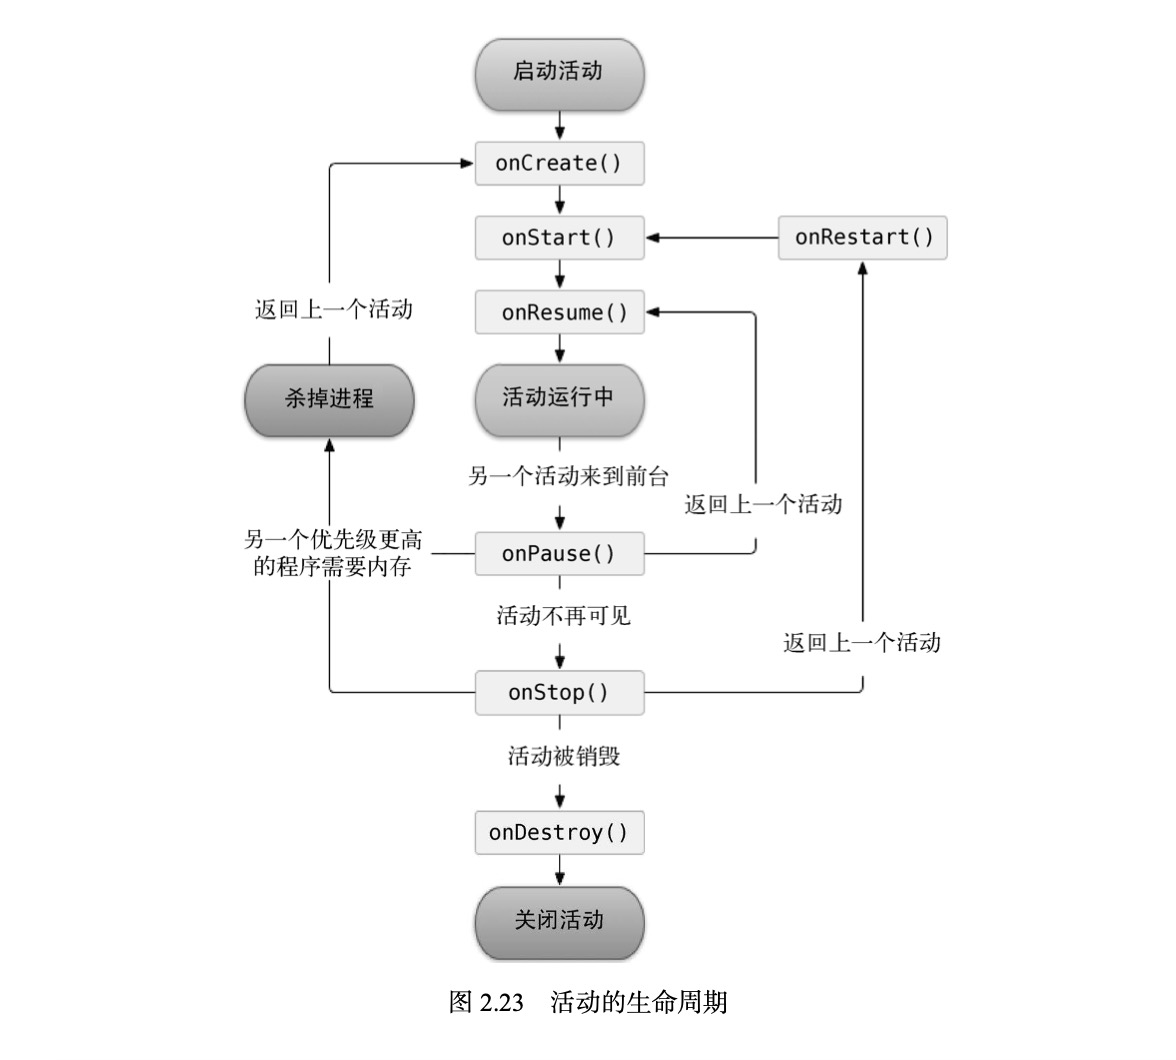 启动活动
onCreate()
onStart()
onRestart()
onResume()
返回上一个活动
杀掉进程
活动运行中
另一个活动来到前台
返回上一个活动
另一个优先级更高
的程序需要内存
onPause()
活动不再可见
返回上一个活动
onStop()
活动被销毁
onDestroy()
关闭活动
图 2.23 活动的生命周期